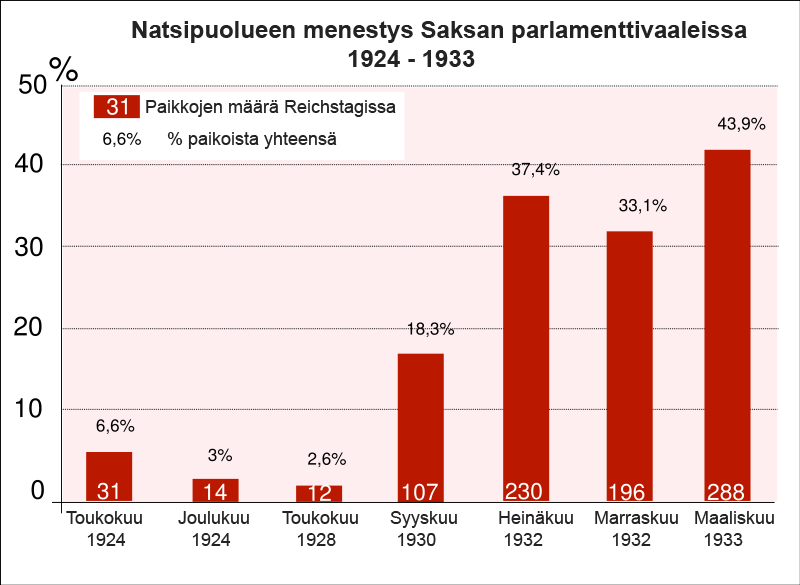 Natsipuolueen menestys Saksan parlamenttivaaleissa
1924 - 1933
%
50
31 Paikkojen määrä Reichstagissa
6,6% % paikoista yhteensä
40
30
20
10
0
6,6%
3%
2,6%
18,3%
37,4%
33,1%
43,9%
31
14
12
107
230
196
288
Toukokuu
1924
Joulukuu
1924
Toukokuu
1928
Syyskuu
1930
Heinäkuu
1932
Marraskuu
1932
Maaliskuu
1933